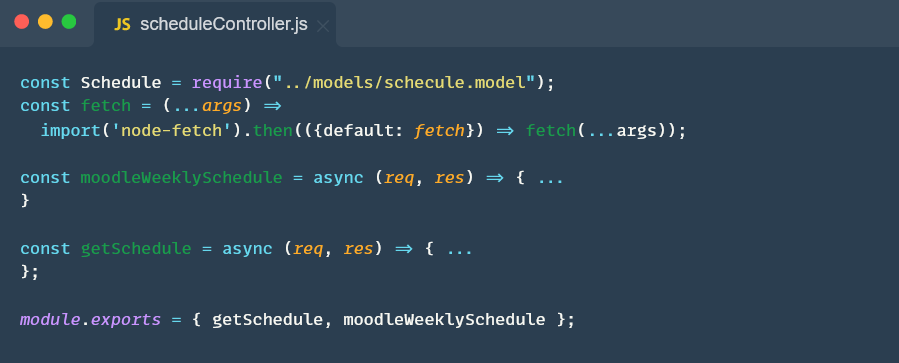 JS scheduleController.js
const Schedule = require("../models/schecule.model");
const fetch = (...args) =>
import('node-fetch').then(({default: fetch}) => fetch(...args));
const moodleWeeklySchedule = async (req, res) => { ...
}
const getSchedule = async (req, res) => { ...
};
module.exports = { getSchedule, moodleWeeklySchedule };